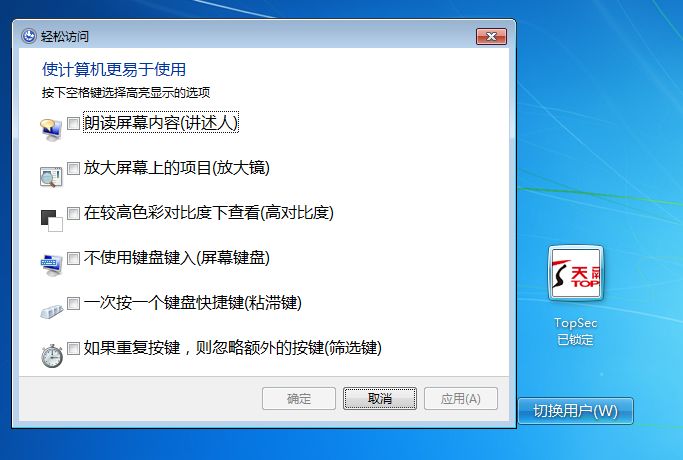 轻松访问
使计算机更易于使用
按下空格键选择高亮显示的选项
朗读屏幕内容(讲述人)
放大屏幕上的项目(放大镜)
在较高色彩对比度下查看(高对比度)
不使用键盘键入(屏幕键盘)
一次按一个键盘快捷键(粘滞键)
如果重复按键，则忽略额外的按键(筛选键)
确定 取消 应用(A)
天
TOP
TopSec
已锁定
切换用户(W)